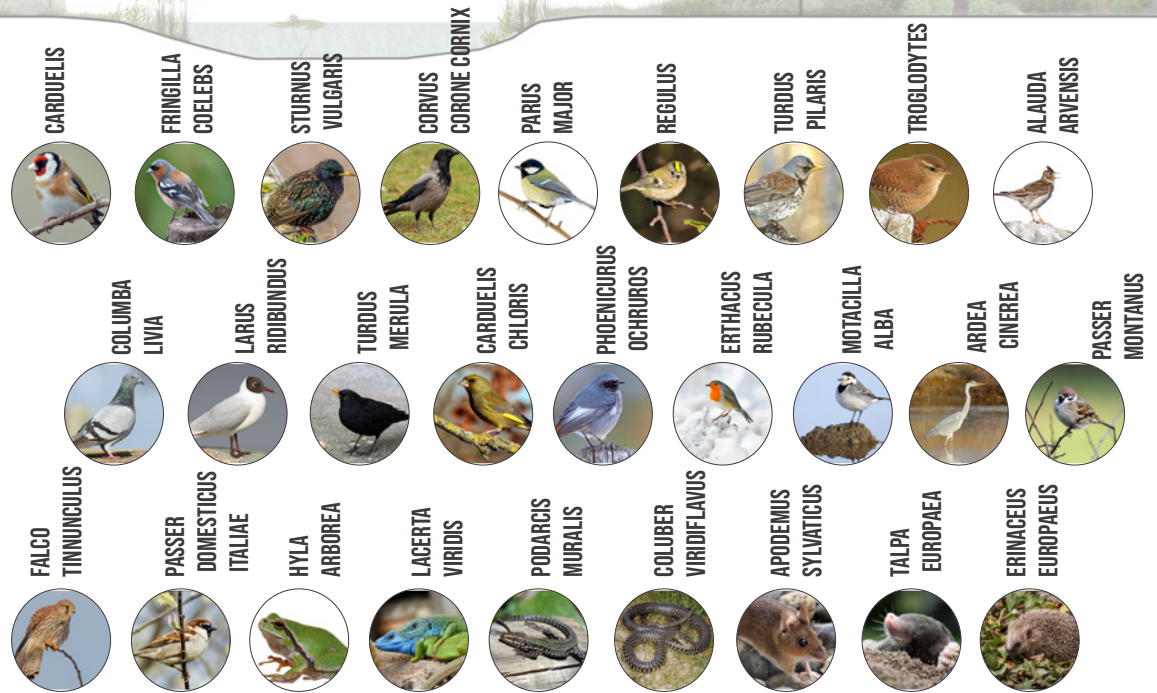 CARDUELIS
FRINGILLA
COELEBS
STURNUS
VULGARIS
CORVUS
CORONE CORNIX
PARUS
MAJOR
REGULUS
TURDUS
PILARIS
TROGLODYTES
ALAUDA
ARVENSIS
COLUMBA
LIVIA
LARUS
RIDIBUNDUS
TURDUS
MERULA
CARDUELIS
CHLORIS
PHOENICURUS
OCHRUROS
ERTHACUS
RUBECULA
MOTACILLA
ALBA
ARDEA
CINEREA
PASSER
MONTANUS
FALCO
TINNUNCULUS
PASSER
DOMESTICUS
ITALIAE
HYLA
ARBOREA
LACERTA
VIRIDIS
PODARCIS
MURALIS
COLUBER
VIRIDIFLAVUS
APODEMUS
SYLVATICUS
TALPA
EUROPAEA
ERINACEUS
EUROPAEUS